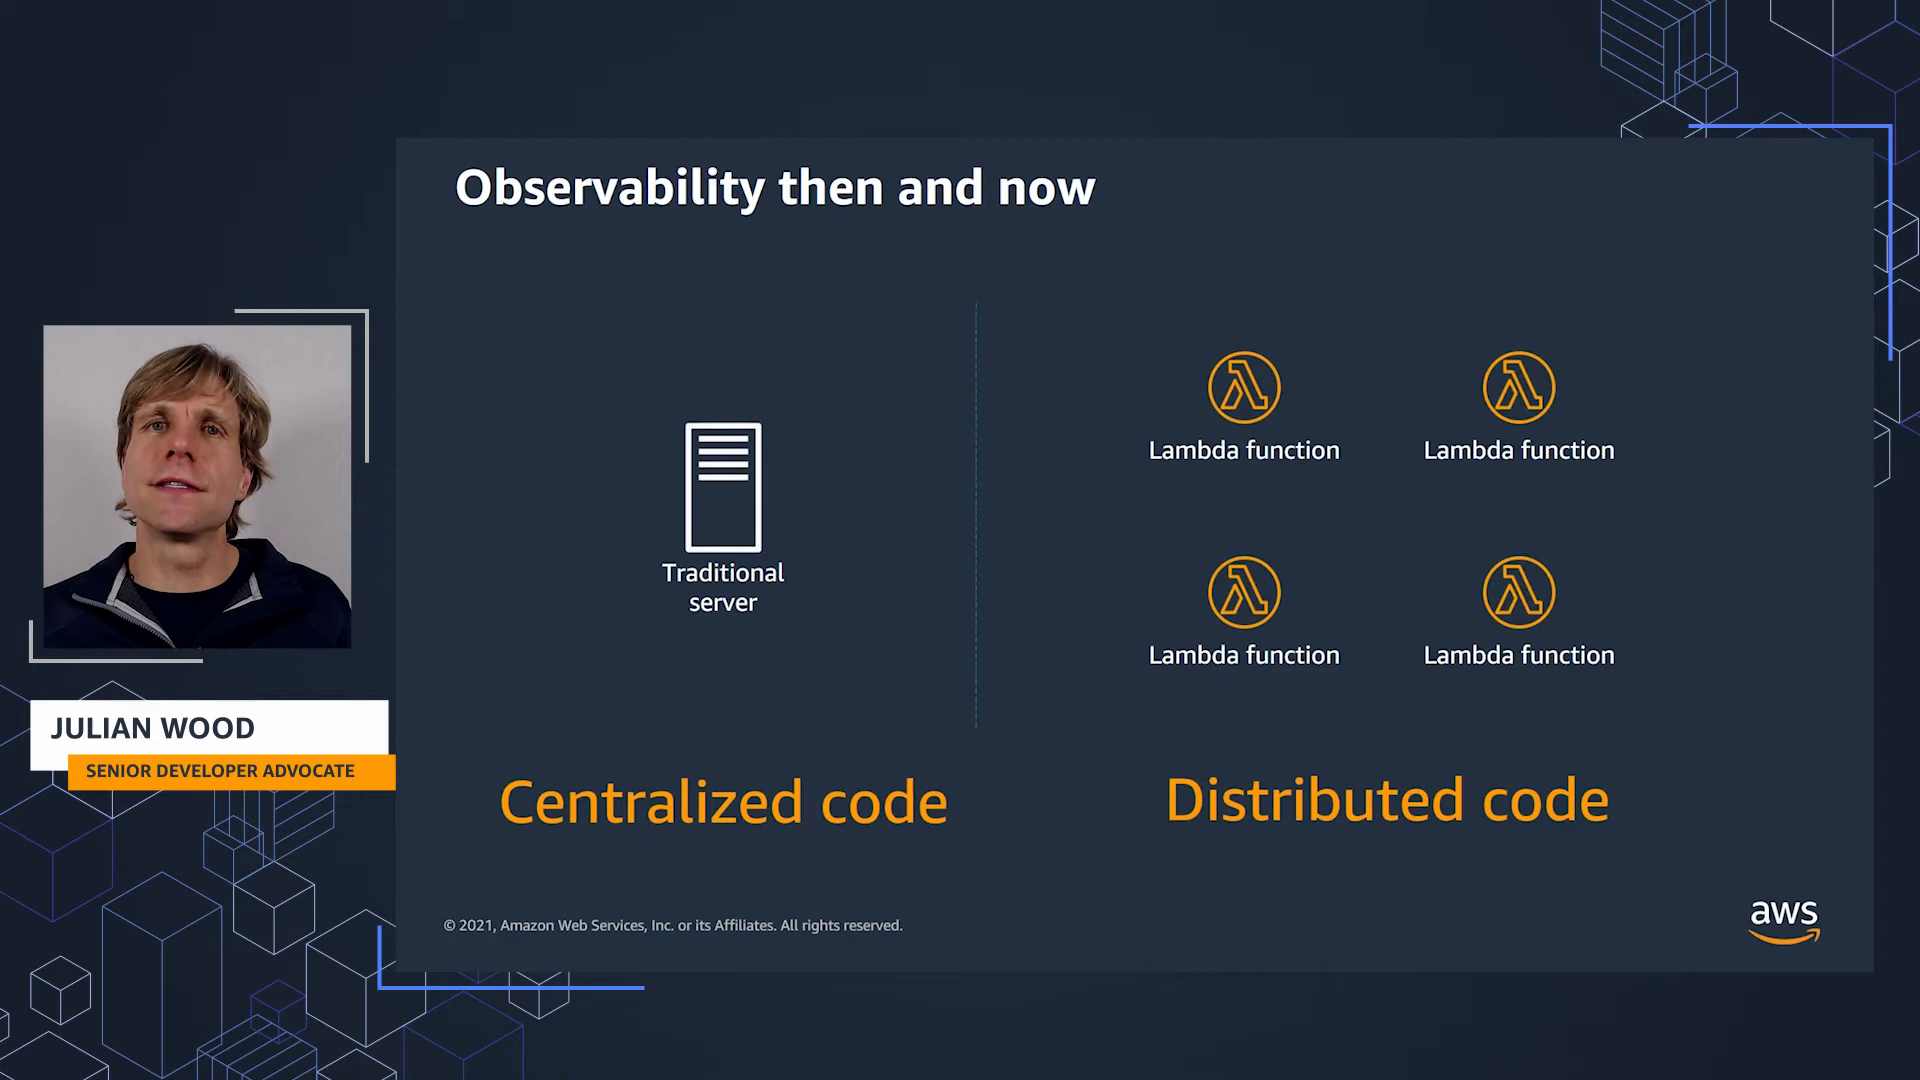 Observability then and now
Traditional
server
Lambda function
Lambda function
Lambda function
Lambda function
Centralized code
Distributed code
JULIAN WOOD
SENIOR DEVELOPER ADVOCATE
© 2021, Amazon Web Services, Inc. or its Affiliates. All rights reserved.
aws